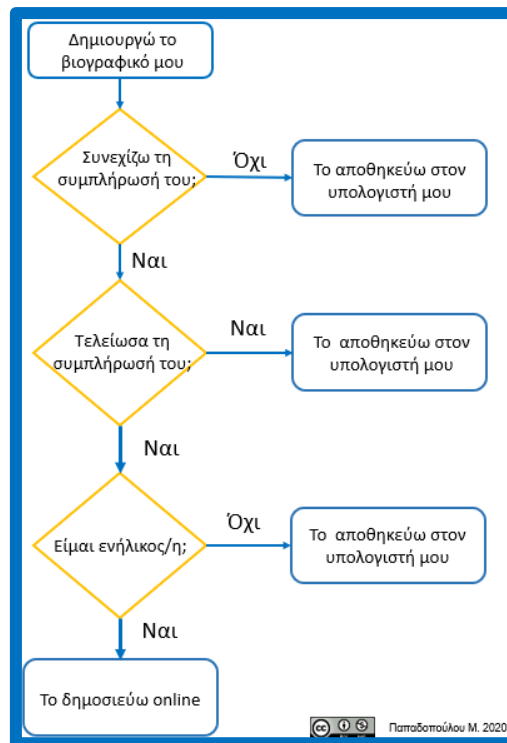 Δημιουργώ το
βιογραφικό μου
Συνεχίζω τη
συμπλήρωσή του;
Όχι
Το αποθηκεύω στον
υπολογιστή μου
Ναι
Τελείωσα τη
συμπλήρωσή του;
Ναι
Το αποθηκεύω στον
υπολογιστή μου
Ναι
Είμαι ενήλικος/η;
Όχι
Το αποθηκεύω στον
υπολογιστή μου
Ναι
Το δημοσιεύω online
cc
Παπαδοπούλου Μ. 2020